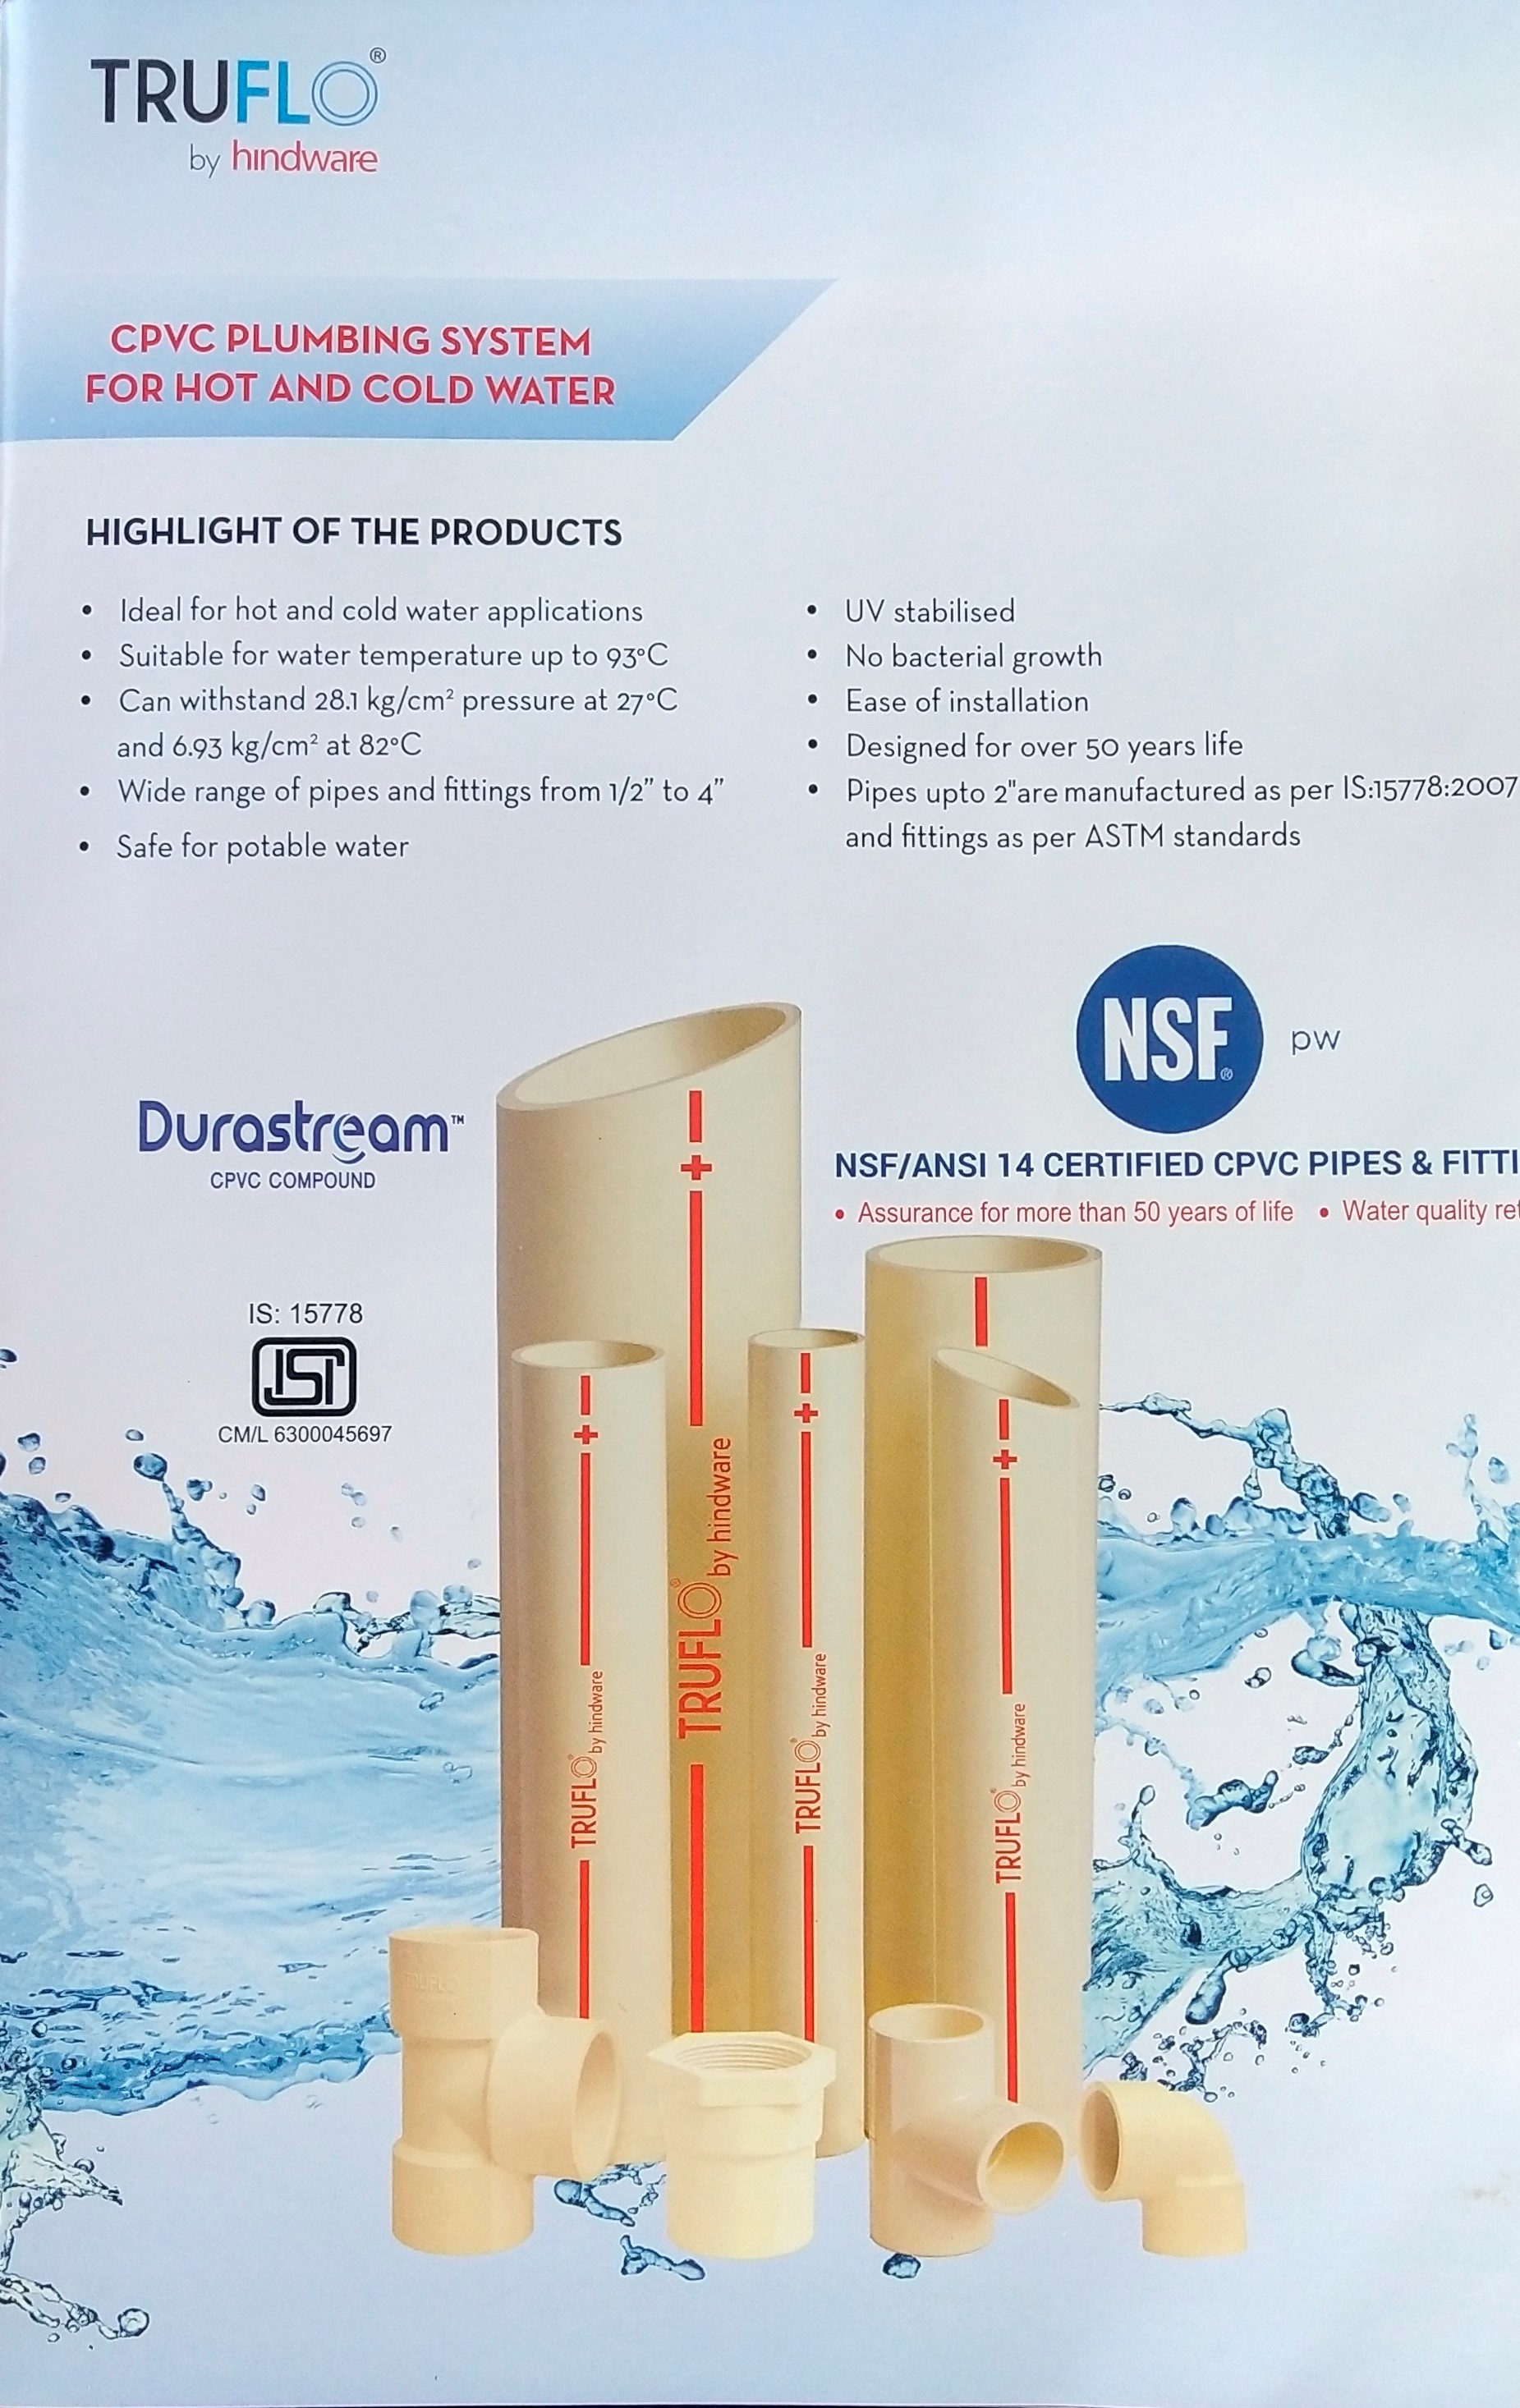 TRUFLO®
by hindware
CPVC PLUMBING SYSTEM
FOR HOT AND COLD WATER
HIGHLIGHT OF THE PRODUCTS
• Ideal for hot and cold water applications
• Suitable for water temperature up to 93°C
• Can withstand 28.1 kg/cm² pressure at 27°C
and 6.93 kg/cm² at 82°C
• Wide range of pipes and fittings from 1/2” to 4”
• Safe for potable water
• UV stabilised
• No bacterial growth
• Ease of installation
• Designed for over 50 years life
• Pipes upto 2"are manufactured as per IS:15778:2007
and fittings as per ASTM standards
NSF® pw
NSF/ANSI 14 CERTIFIED CPVC PIPES & FITTI
• Assurance for more than 50 years of life • Water quality ret
Durastream™
CPVC COMPOUND
IS: 15778
ISI
CM/L 6300045697
TRUFLO® by hindware
TRUFLO® by hindware
TRUFLO® by hindware
TRUFLO® by hindware